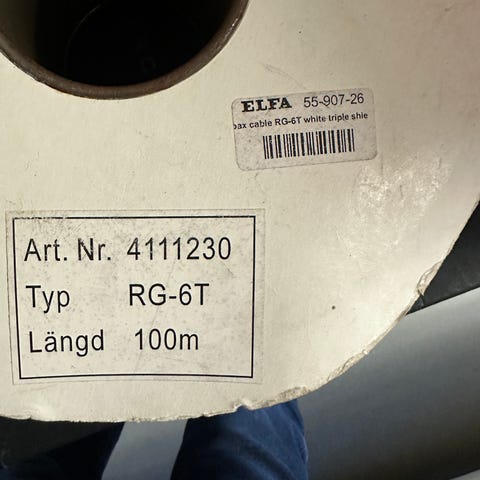 ELFA 55-907-26
oax cable RG-6T white triple shie
Art. Nr. 4111230
Typ RG-6T
Längd 100m